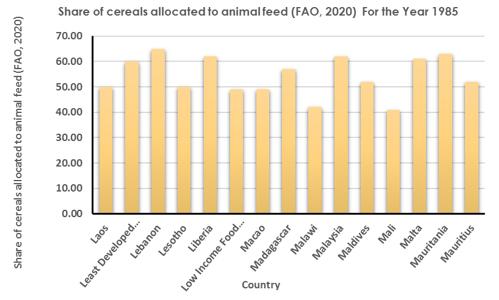 Share of cereals allocated to animal feed (FAO, 2020)  For the Year 1985
Share of cereals allocated to animal feed (FAO, 2020)
70.00
60.00
50.00
40.00
30.00
20.00
10.00
0.00
Laos
Least Developed...
Lebanon
Lesotho
Liberia
Low Income Food...
Macao
Madagascar
Malawi
Malaysia
Maldives
Mali
Malta
Mauritania
Mauritius
Country